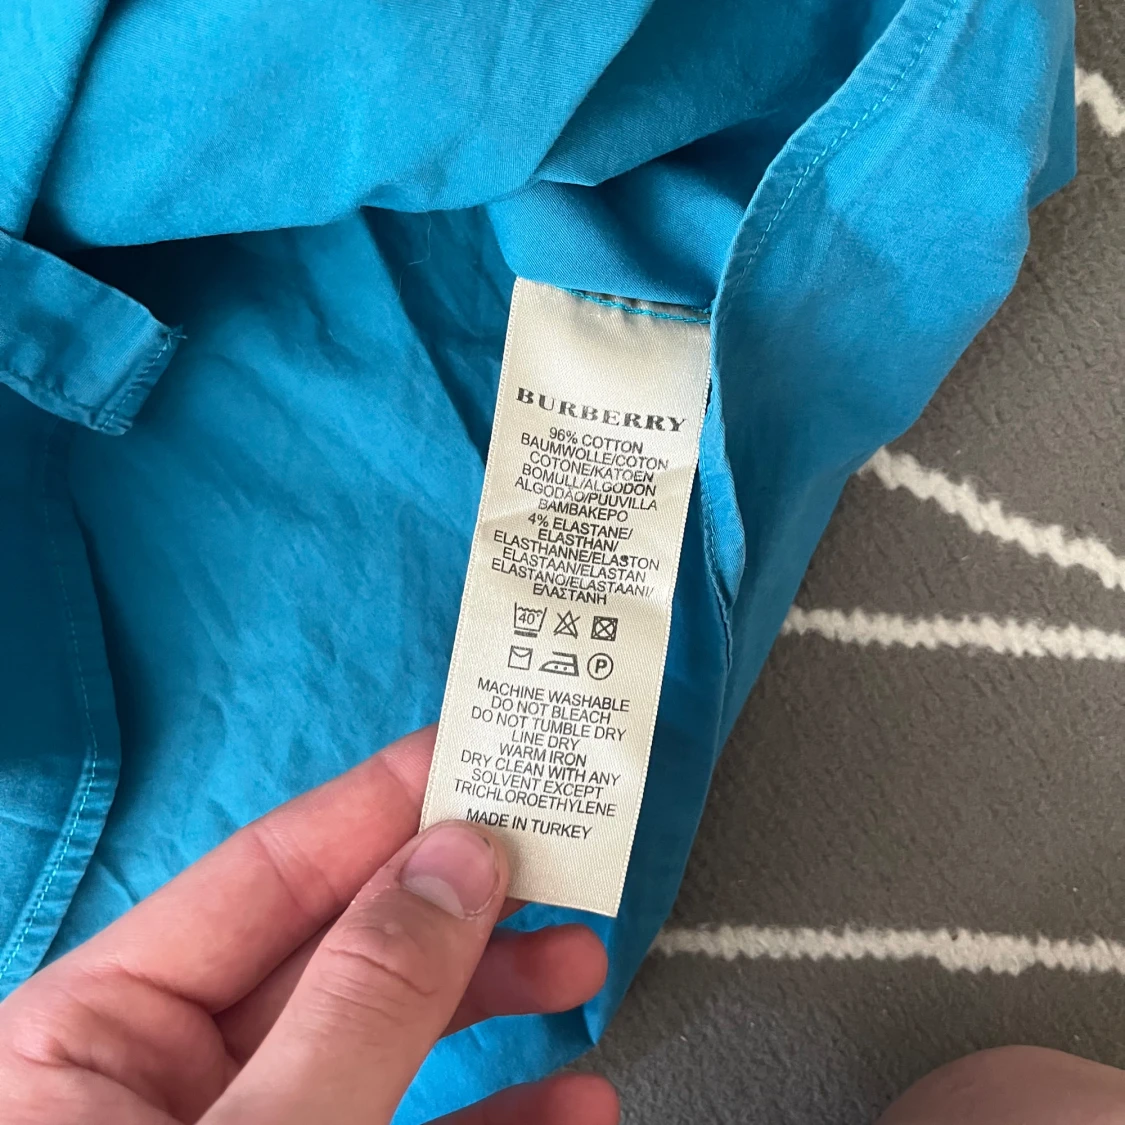 BURBERRY
96% COTTON
BAUMWOLLE/COTON
COTONE/KATOEN
BOMULL/ALGODON
ALGODÃO/PUUVILLA
BAMBAKEPO
4% ELASTANE/
ELASTHAN/
ELASTHANNE/ELASTON
ELASTAAN/ELASTAN
ELASTANO/ELASTAANI/
ΕΛΑΣΤΑΝΗ
40°
P
MACHINE WASHABLE
DO NOT BLEACH
DO NOT TUMBLE DRY
LINE DRY
WARM IRON
DRY CLEAN WITH ANY
SOLVENT EXCEPT
TRICHLOROETHYLENE
MADE IN TURKEY